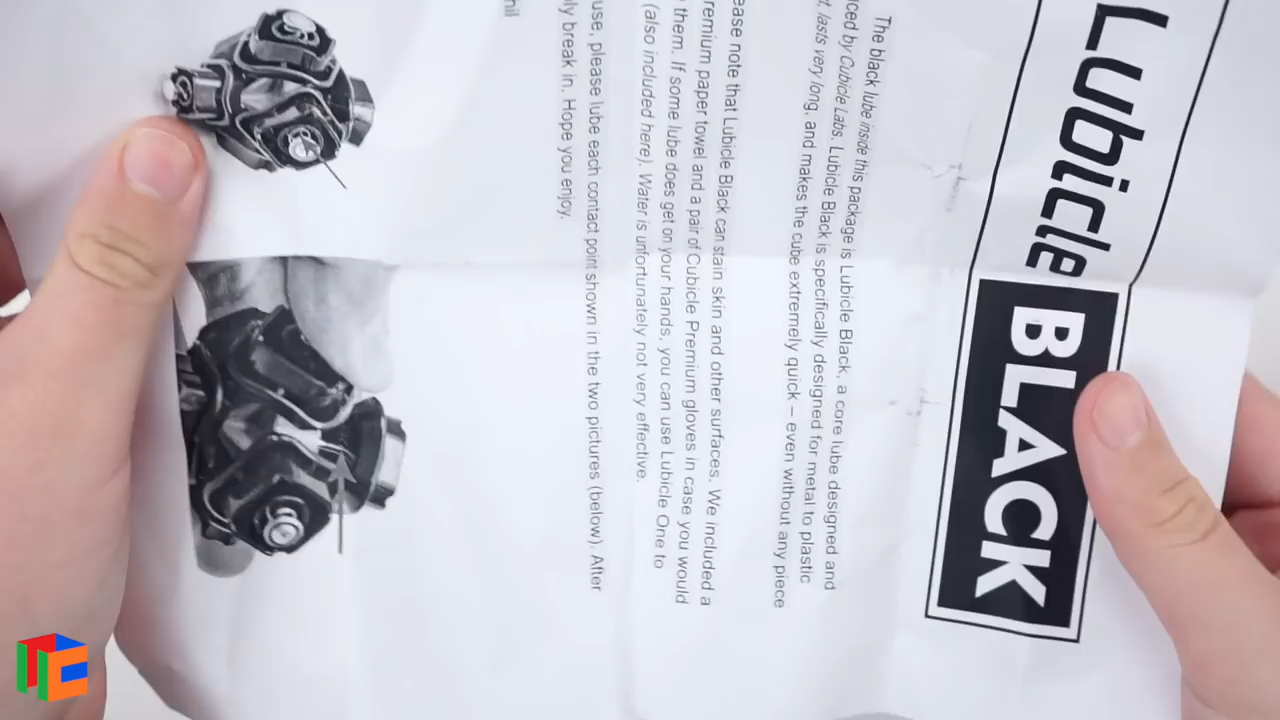 Lubicle BLACK
The black lube inside this package is Lubicle Black, a core lube designed and
by Cubicle Labs. Lubicle Black is specifically designed for metal to plastic
lasts very long, and makes the cube extremely quick – even without any piece
note that Lubicle Black can stain skin and other surfaces. We included a
paper towel and a pair of Cubicle Premium gloves in case you would
them. If some lube does get on your hands, you can use Lubicle One to
(also included here). Water is unfortunately not very effective.
use, please lube each contact point shown in the two pictures (below). After
break in. Hope you enjoy.